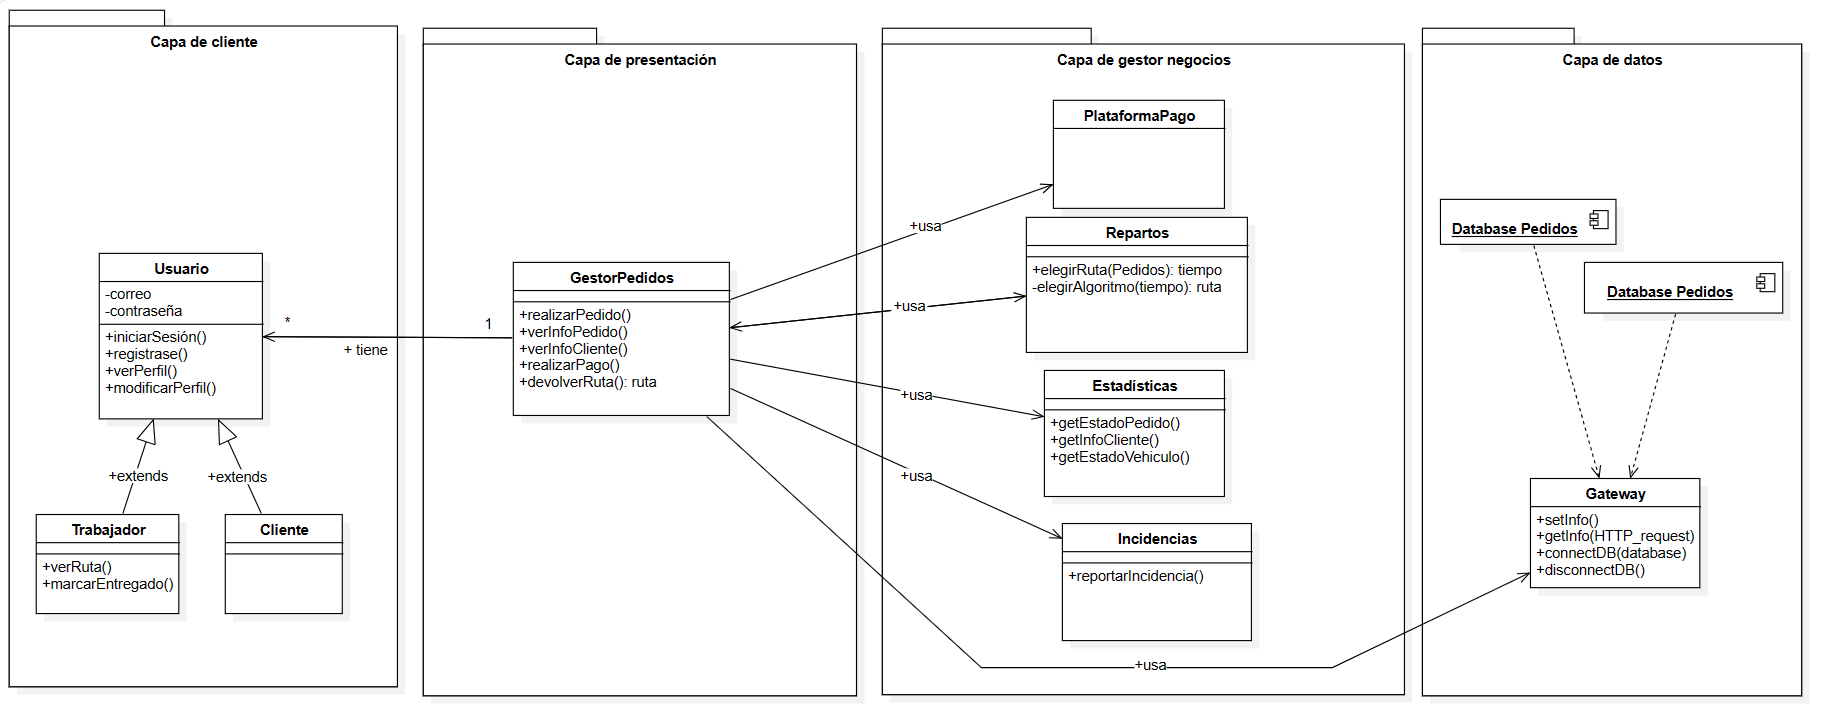 Capa de cliente
Usuario
-correo
-contraseña
+iniciarSesión()
+registrase()
+verPerfil()
+modificarPerfil()
+extends
+extends
Trabajador
+verRuta()
+marcarEntregado()
Cliente
*
1
+ tiene
Capa de presentación
GestorPedidos
+realizarPedido()
+verInfoPedido()
+verInfoCliente()
+realizarPago()
+devolverRuta(): ruta
+usa
+usa
+usa
+usa
+usa
Capa de gestor negocios
PlataformaPago
Repartos
+elegirRuta(Pedidos): tiempo
-elegirAlgoritmo(tiempo): ruta
Estadísticas
+getEstadoPedido()
+getInfoCliente()
+getEstadoVehiculo()
Incidencias
+reportarIncidencia()
Capa de datos
Database Pedidos
Database Pedidos
Gateway
+setInfo()
+getInfo(HTTP_request)
+connectDB(database)
+disconnectDB()